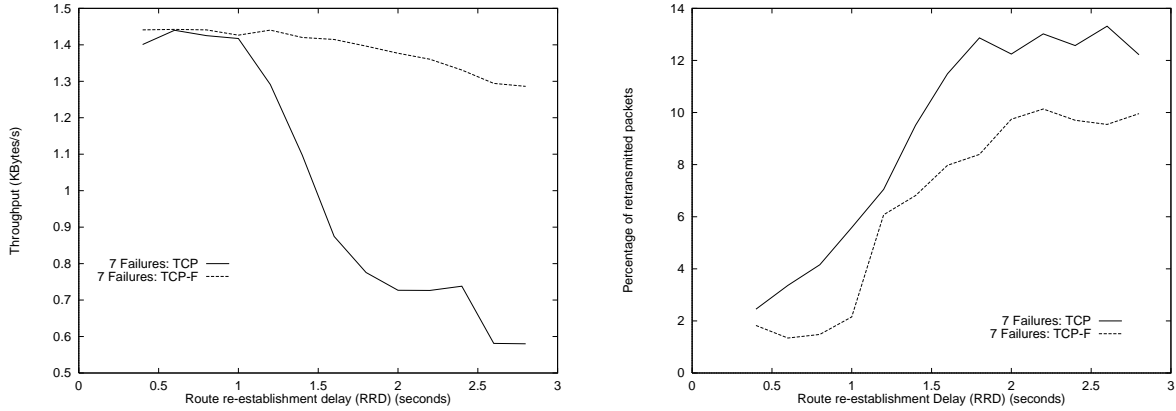 1.5
1.4
1.3
1.2
1.1
1
0.9
0.8
0.7
0.6
0.5
Throughput (KBytes/s)
7 Failures: TCP
7 Failures: TCP-F
0 0.5 1 1.5 2 2.5 3
Route re-establishment delay (RRD) (seconds)
14
12
10
8
6
4
2
0
Percentage of retransmitted packets
7 Failures: TCP
7 Failures: TCP-F
0 0.5 1 1.5 2 2.5 3
Route re-establishment Delay (RRD) (seconds)